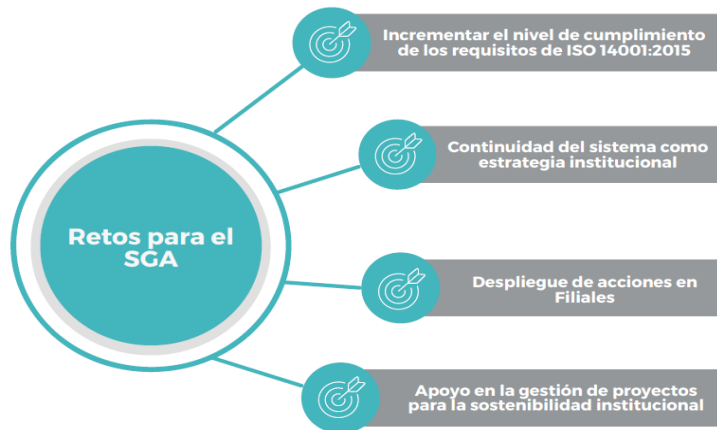 Incrementar el nivel de cumplimiento
de los requisitos de ISO 14001:2015
Continuidad del sistema como
estrategia institucional
Retos para el
SGA
Despliegue de acciones en
Filiales
Apoyo en la gestión de proyectos
para la sostenibilidad institucional